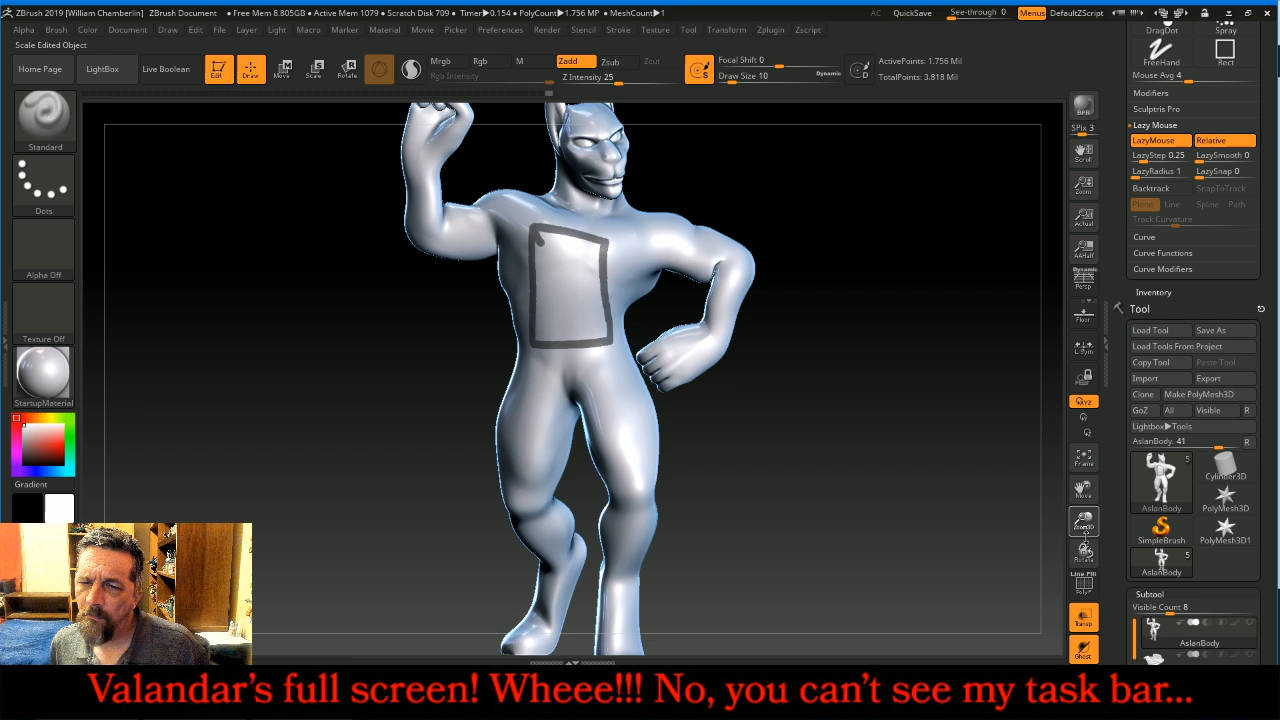 ZBrush 2019 [William Chamberlin]
ZBrush Document
• Free Mem 8.805GB • Active Mem 1079 • Scratch Disk 709 • Timer▶0.154 • PolyCount▶1.756 MP • MeshCount▶1
AC QuickSave See-through 0 Menus DefaultZScript
Alpha Brush Color Document Draw Edit File Layer Light Macro Marker Material Movie Picker Preferences Render Stencil Stroke Texture Tool Transform Zplugin Zscript
Scale Edited Object
Home Page LightBox Live Boolean
Edit Draw Move Scale Rotate
Mrgb Rgb M
Rgb Intensity
Zadd Zsub Zcut
Z Intensity 25
S
Focal Shift 0
Draw Size 10 Dynamic
D
ActivePoints: 1.756 Mil
TotalPoints: 3.818 Mil
Standard
Dots
Alpha Off
Texture Off
StartupMaterial
Gradient
BPR
SPix 3
Scroll
Zoom
Actual
AAHalf
Dynamic
Persp
Floor
L.Sym
XYZ
Frame
Move
Zoom3D
Rotate
Line Fill
PolyF
Transp
Ghost
DragDot Spray
FreeHand Rect
Mouse Avg 4
Modifiers
Sculptris Pro
Lazy Mouse
LazyMouse Relative
LazyStep 0.25 LazySmooth 0
LazyRadius 1 LazySnap 0
Backtrack SnapToTrack
Plane Line Spline Path
Track Curvature
Curve
Curve Functions
Curve Modifiers
Inventory
Tool
Load Tool Save As
Load Tools From Project
Copy Tool Paste Tool
Import Export
Clone Make PolyMesh3D
GoZ All Visible R
Lightbox▶Tools
AslanBody. 41 R
5
AslanBody
Cylinder3D
PolyMesh3D
SimpleBrush
PolyMesh3D1
5
AslanBody
Subtool
Visible Count 8
AslanBody
Valandar's full screen! Wheee!!! No, you can't see my task bar...